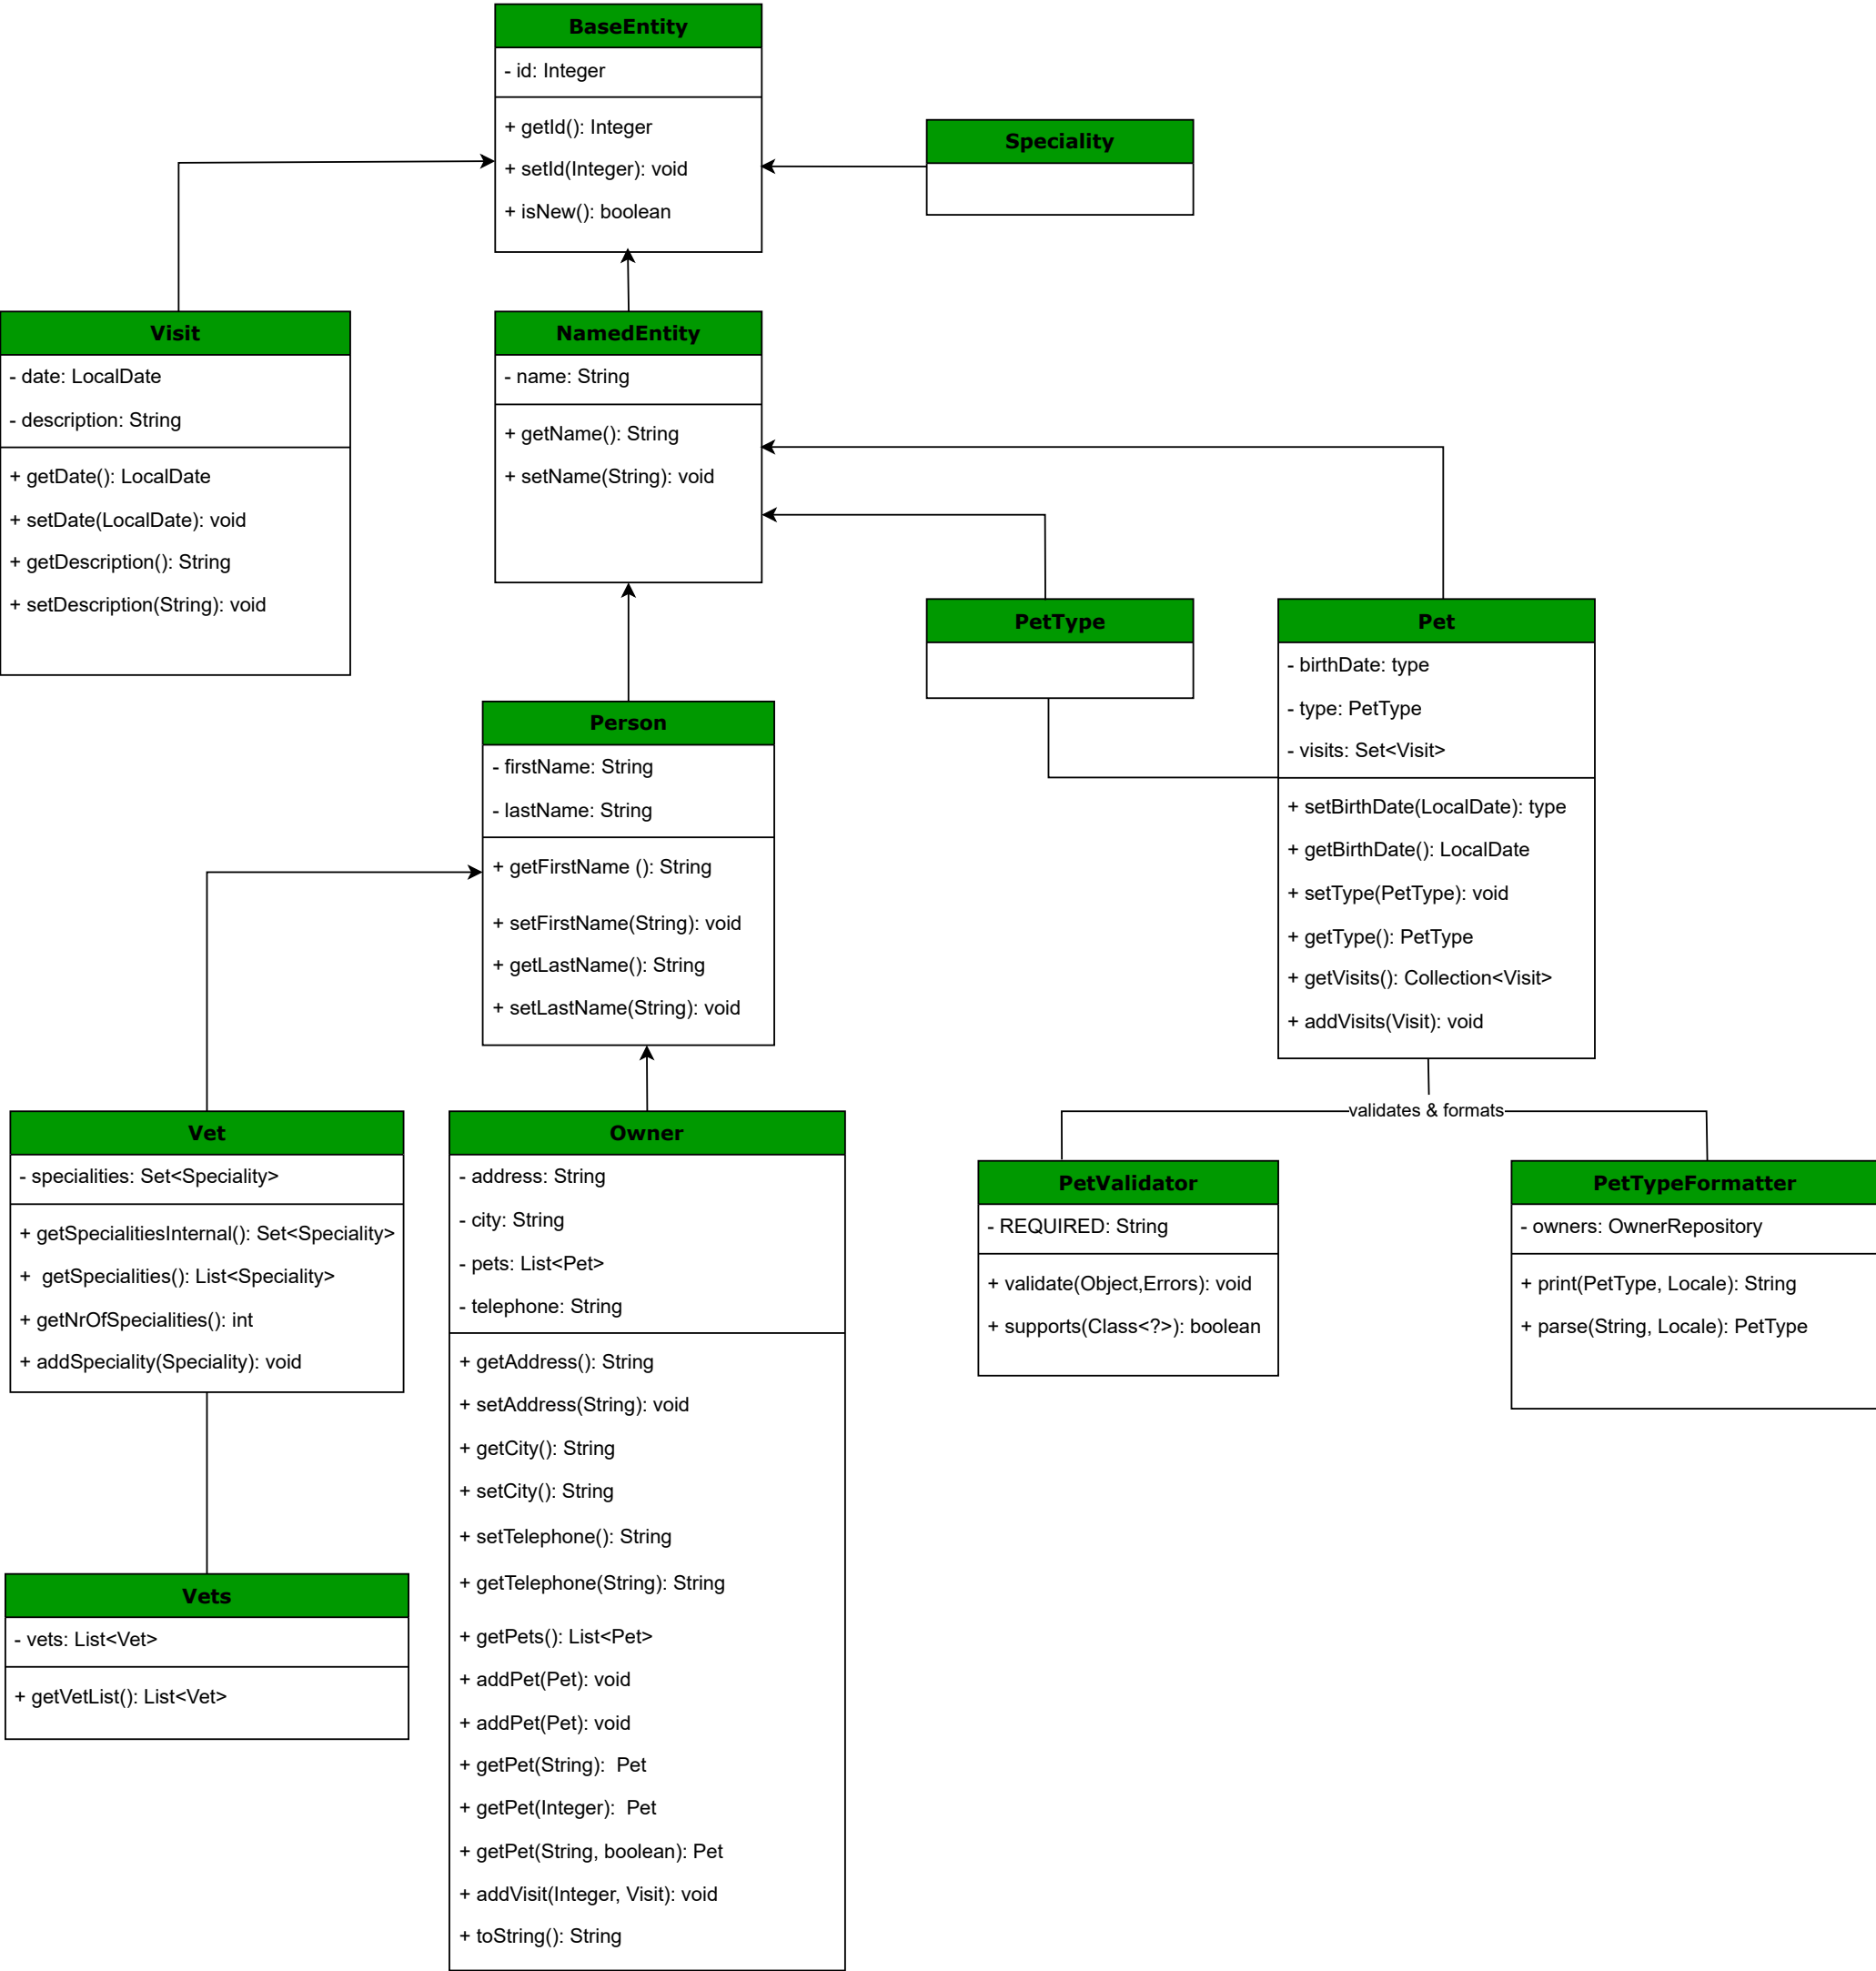 BaseEntity
- id: Integer
+ getId(): Integer
+ setId(Integer): void
+ isNew(): boolean
Speciality
Visit
- date: LocalDate
- description: String
+ getDate(): LocalDate
+ setDate(LocalDate): void
+ getDescription(): String
+ setDescription(String): void
NamedEntity
- name: String
+ getName(): String
+ setName(String): void
PetType
Pet
- birthDate: type
- type: PetType
- visits: Set<Visit>
+ setBirthDate(LocalDate): type
+ getBirthDate(): LocalDate
+ setType(PetType): void
+ getType(): PetType
+ getVisits(): Collection<Visit>
+ addVisits(Visit): void
Person
- firstName: String
- lastName: String
+ getFirstName (): String
+ setFirstName(String): void
+ getLastName(): String
+ setLastName(String): void
validates & formats
Vet
- specialities: Set<Speciality>
+ getSpecialitiesInternal(): Set<Speciality>
+  getSpecialities(): List<Speciality>
+ getNrOfSpecialities(): int
+ addSpeciality(Speciality): void
Owner
- address: String
- city: String
- pets: List<Pet>
- telephone: String
+ getAddress(): String
+ setAddress(String): void
+ getCity(): String
+ setCity(): String
+ setTelephone(): String
+ getTelephone(String): String
+ getPets(): List<Pet>
+ addPet(Pet): void
+ addPet(Pet): void
+ getPet(String):  Pet
+ getPet(Integer):  Pet
+ getPet(String, boolean): Pet
+ addVisit(Integer, Visit): void
+ toString(): String
PetValidator
- REQUIRED: String
+ validate(Object,Errors): void
+ supports(Class<?>): boolean
PetTypeFormatter
- owners: OwnerRepository
+ print(PetType, Locale): String
+ parse(String, Locale): PetType
Vets
- vets: List<Vet>
+ getVetList(): List<Vet>